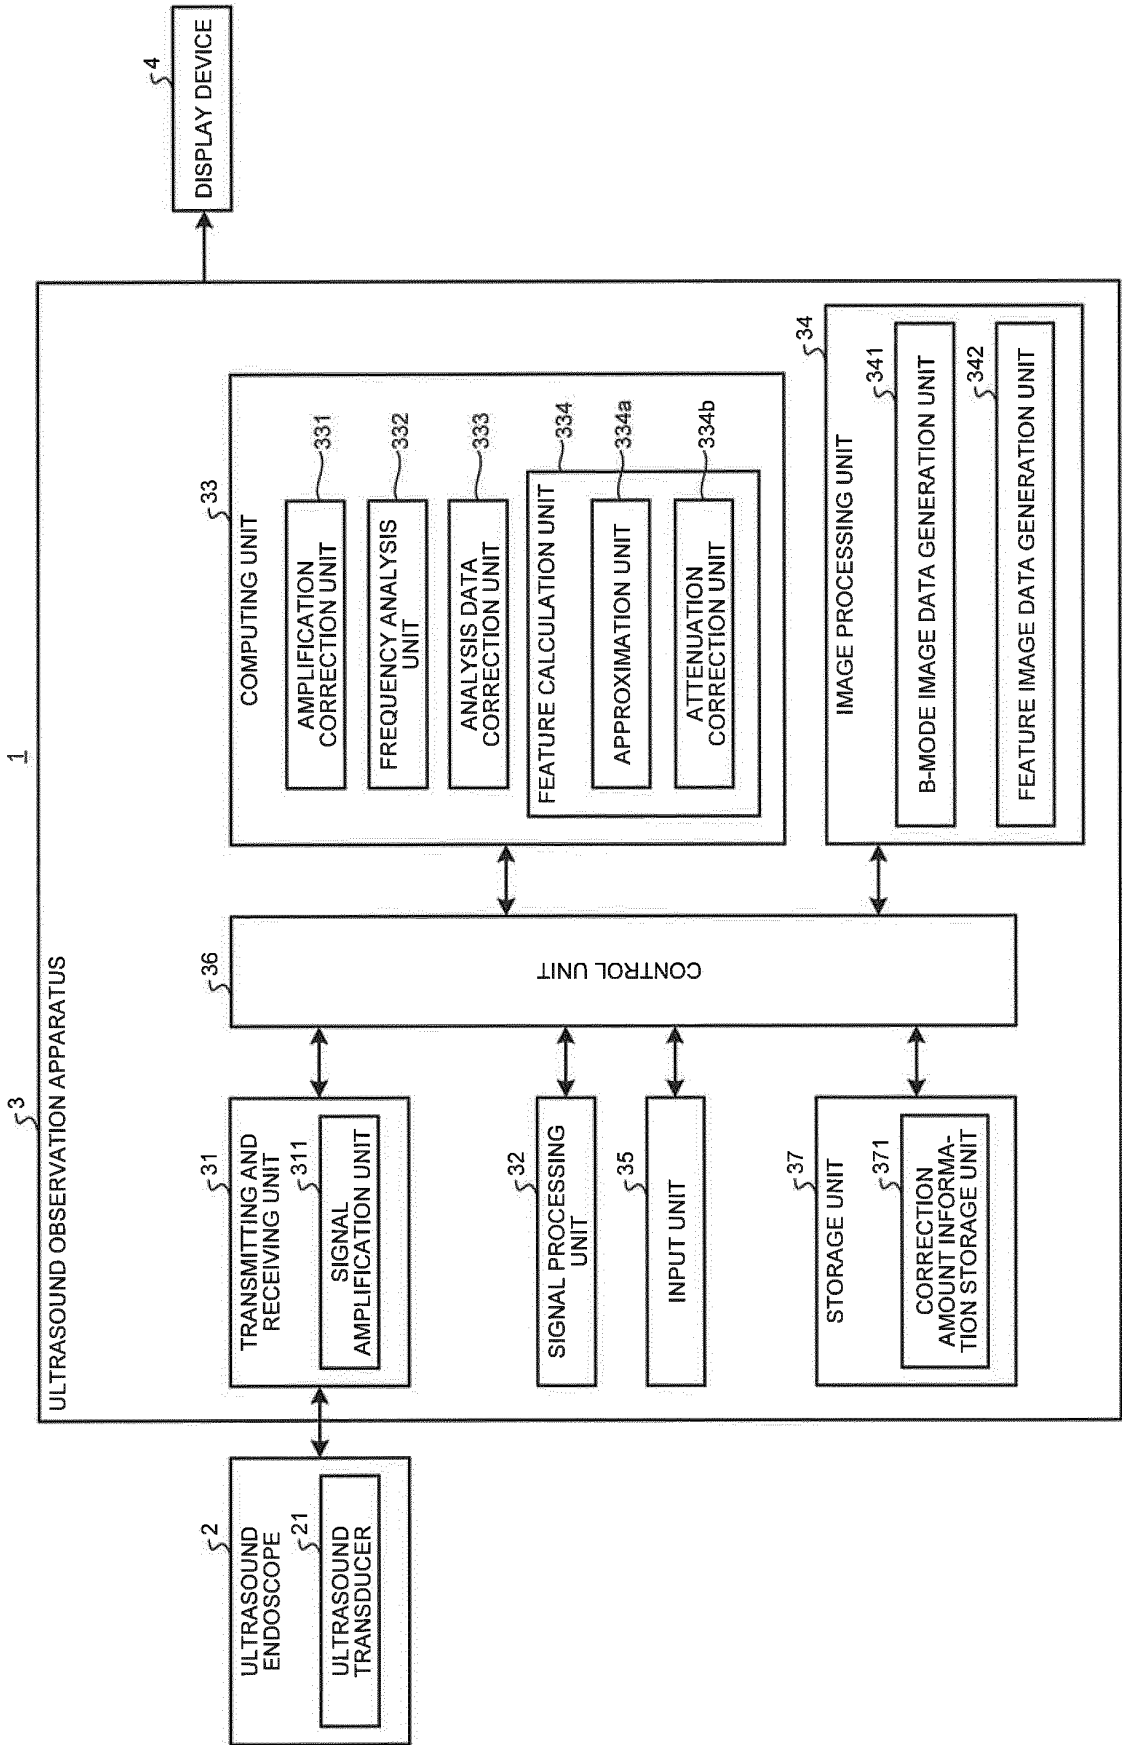 1
3
ULTRASOUND OBSERVATION APPARATUS
2
ULTRASOUND
ENDOSCOPE
21
ULTRASOUND
TRANSDUCER
31
TRANSMITTING AND
RECEIVING UNIT
311
SIGNAL
AMPLIFICATION UNIT
32
SIGNAL PROCESSING
UNIT
35
INPUT UNIT
37
STORAGE UNIT
371
CORRECTION
AMOUNT INFORMA-
TION STORAGE UNIT
36
CONTROL UNIT
33
COMPUTING UNIT
AMPLIFICATION
CORRECTION UNIT
331
FREQUENCY ANALYSIS
UNIT
332
ANALYSIS DATA
CORRECTION UNIT
333
FEATURE CALCULATION UNIT
334
APPROXIMATION UNIT
334a
ATTENUATION
CORRECTION UNIT
334b
34
IMAGE PROCESSING UNIT
341
B-MODE IMAGE DATA GENERATION UNIT
342
FEATURE IMAGE DATA GENERATION UNIT
4
DISPLAY DEVICE